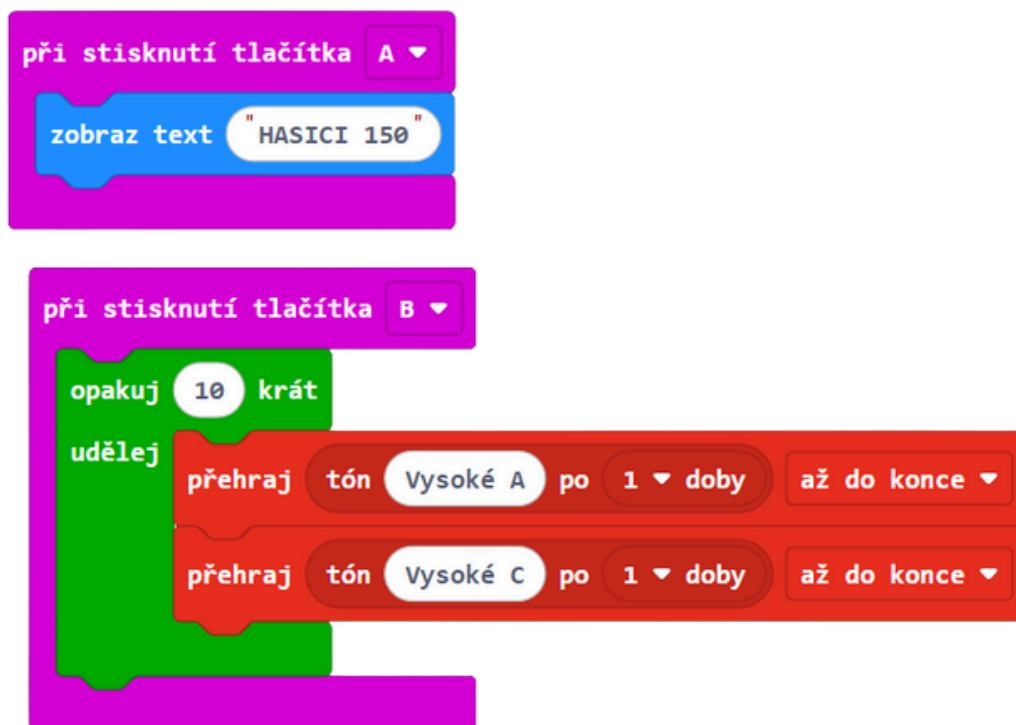 při stisknutí tlačítka A
zobraz text "HASICI 150"
při stisknutí tlačítka B
opakuj 10 krát
udělej
přehraj tón Vysoké A po 1 doby až do konce
přehraj tón Vysoké C po 1 doby až do konce